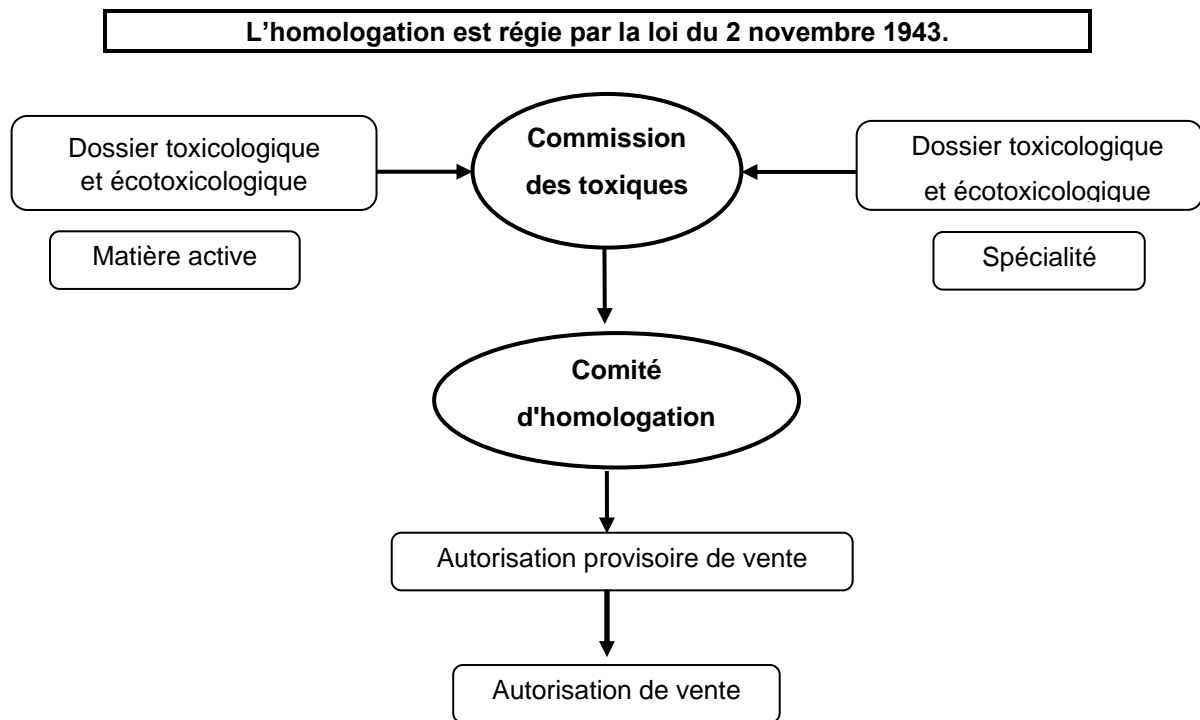 L’homologation est régie par la loi du 2 novembre 1943.
Dossier toxicologique
et écotoxicologique
Matière active
Commission
des toxiques
Dossier toxicologique
et écotoxicologique
Spécialité
Comité
d'homologation
Autorisation provisoire de vente
Autorisation de vente